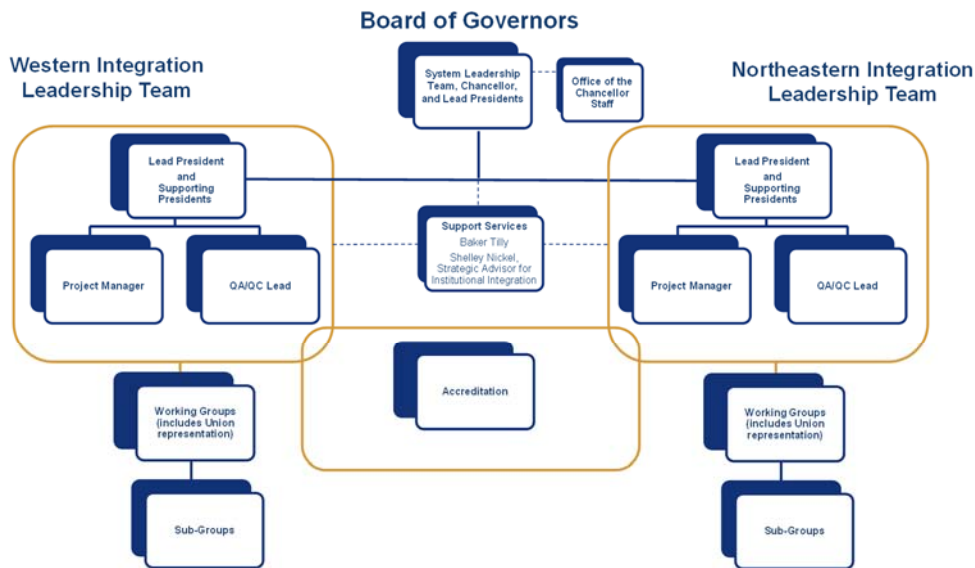 Board of Governors
Western Integration
Leadership Team
System Leadership
Team, Chancellor,
and Lead Presidents
Office of the
Chancellor
Staff
Northeastern Integration
Leadership Team
Lead President
and
Supporting
Presidents
Lead President
and
Supporting
Presidents
Support Services
Baker Tilly
Shelley Nickel,
Strategic Advisor for
Institutional Integration
Project Manager
QA/QC Lead
Project Manager
QA/QC Lead
Accreditation
Working Groups
(includes Union
representation)
Working Groups
(includes Union
representation)
Sub-Groups
Sub-Groups